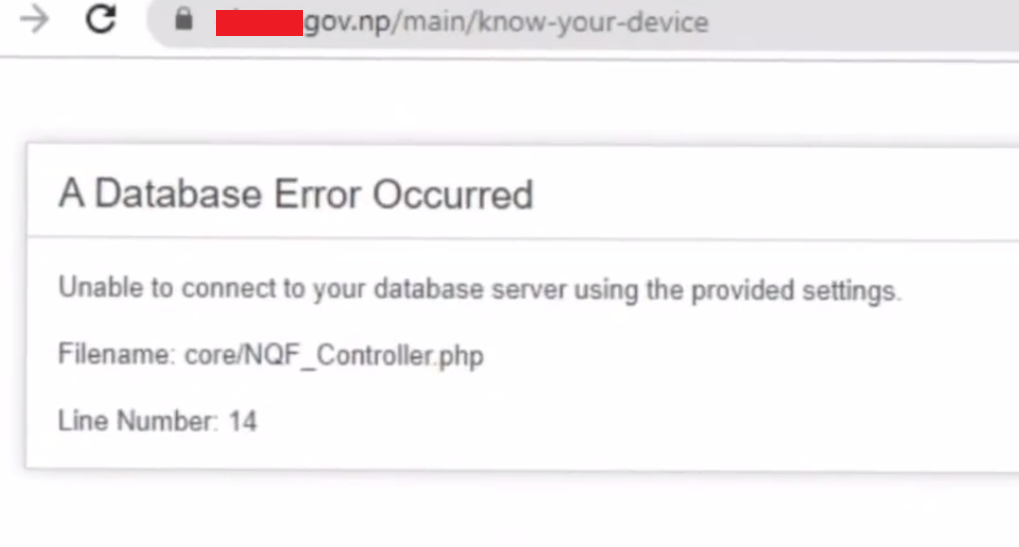 gov.np/main/know-your-device
A Database Error Occurred
Unable to connect to your database server using the provided settings.
Filename: core/NQF_Controller.php
Line Number: 14